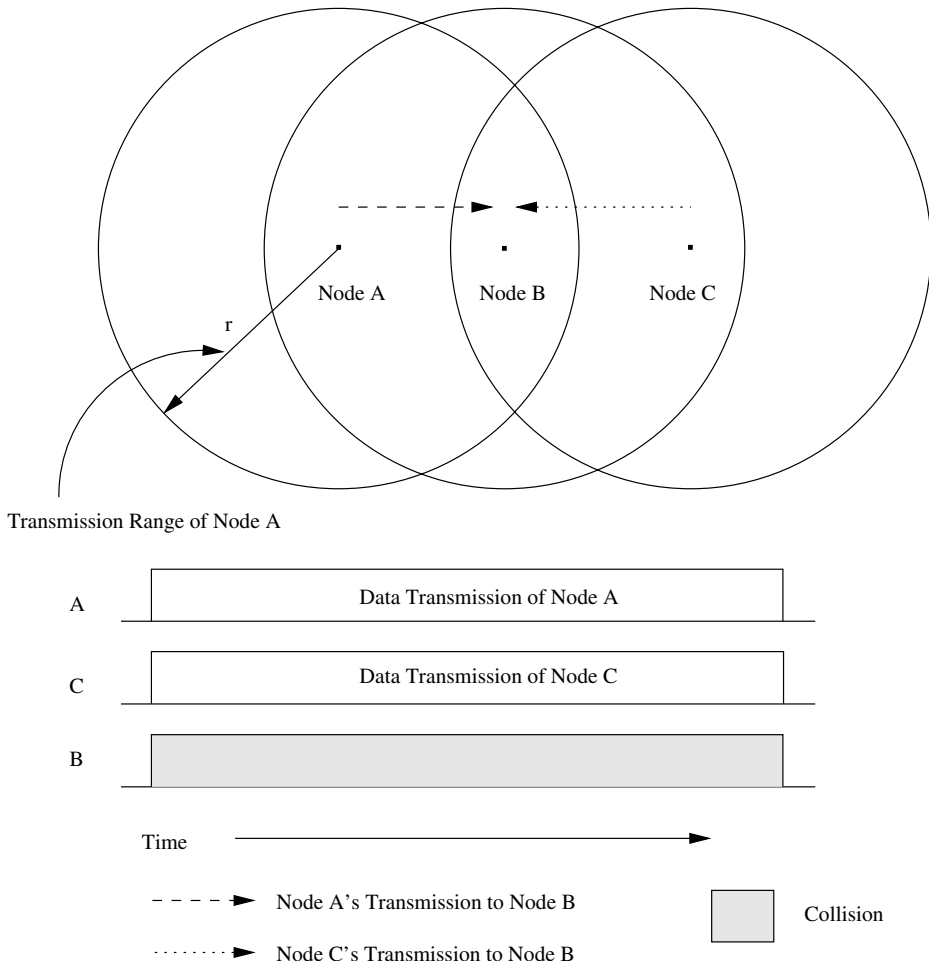 Node A
Node B
Node C
r
Transmission Range of Node A
A
Data Transmission of Node A
C
Data Transmission of Node C
B
Time
Node A's Transmission to Node B
Collision
Node C's Transmission to Node B